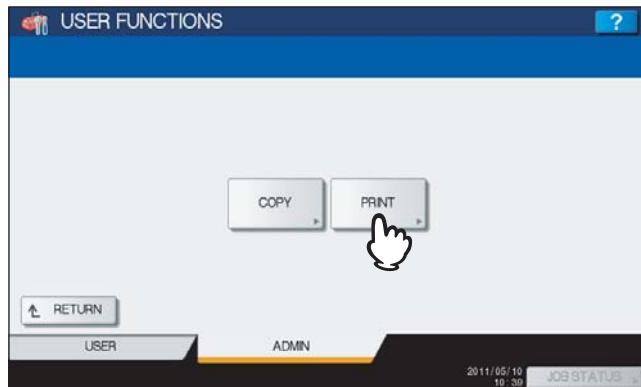 USER FUNCTIONS
?
COPY
PRINT
RETURN
USER
ADMIN
2011/05/10
10:39
JOB STATUS